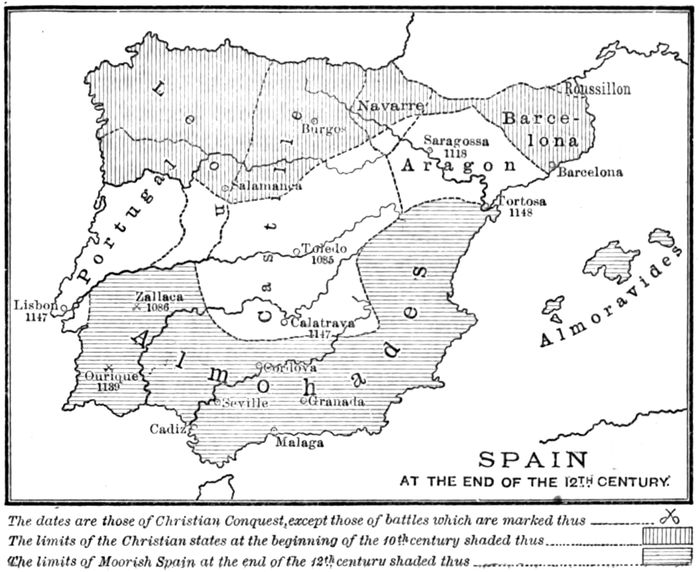 Leon
Castille
Navarre
Roussillon
Barce-
lona
Burgos
Saragossa
1118
Aragon
Barcelona
Salamanca
Portugal
Tortosa
1148
Toledo
1085
Lisbon
1147
Zallaca
1086
Calatrava
1147
Almoravides
Almohades
Ourique
1139
Cordova
Seville
Granada
Cadiz
Malaga
SPAIN
AT THE END OF THE 12TH CENTURY.
The dates are those of Christian Conquest, except those of battles which are marked thus
The limits of the Christian states at the beginning of the 10th century shaded thus
The limits of Moorish Spain at the end of the 12th century shaded thus